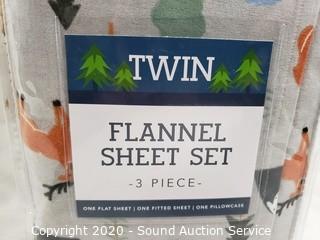 TWIN
FLANNEL
SHEET SET
-3 PIECE-
ONE FLAT SHEET | ONE FITTED SHEET | ONE PILLOWCASE
Copyright 2020 - Sound Auction Service